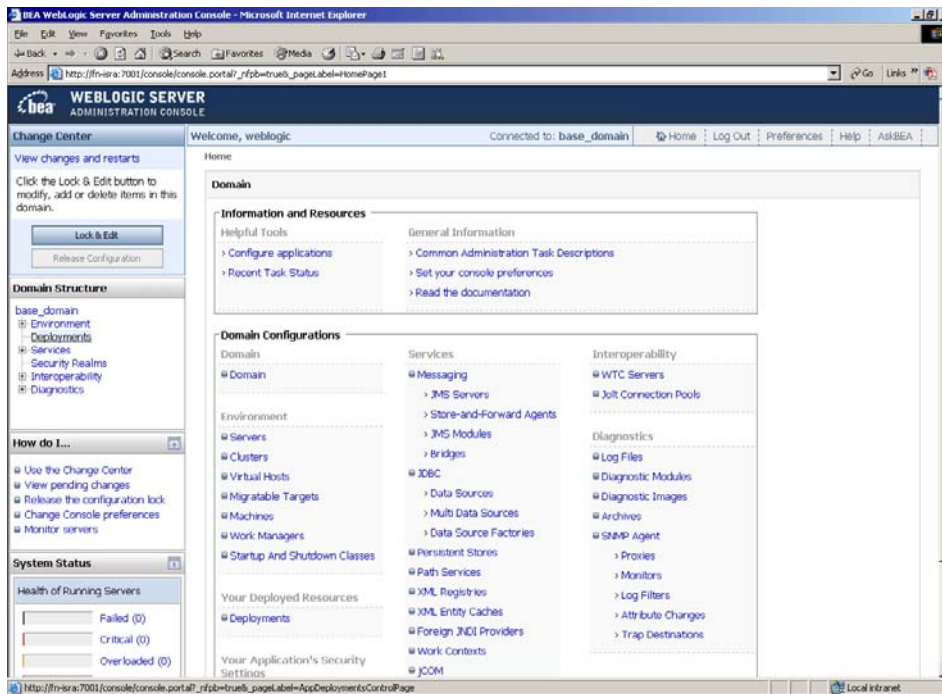 BEA WebLogic Server Administration Console - Microsoft Internet Explorer
File Edit View Favorites Tools Help
Back Search Favorites Media
Address http://fn-isra:7001/console/console.portal?_nfpb=true&_pageLabel=HomePage1 Go Links »
bea WEBLOGIC SERVER
ADMINISTRATION CONSOLE
Change Center
View changes and restarts
Click the Lock & Edit button to
modify, add or delete items in this
domain.
Lock & Edit
Release Configuration
Domain Structure
base_domain
Environment
Deployments
Services
Security Realms
Interoperability
Diagnostics
How do I...
Use the Change Center
View pending changes
Release the configuration lock
Change Console preferences
Monitor servers
System Status
Health of Running Servers
Failed (0)
Critical (0)
Overloaded (0)
Welcome, weblogic Connected to: base_domain Home Log Out Preferences Help AskBEA
Home
Domain
Information and Resources
Helpful Tools
› Configure applications
› Recent Task Status
General Information
› Common Administration Task Descriptions
› Set your console preferences
› Read the documentation
Domain Configurations
Domain
Domain
Environment
Servers
Clusters
Virtual Hosts
Migratable Targets
Machines
Work Managers
Startup And Shutdown Classes
Your Deployed Resources
Deployments
Your Application's Security
Settings
Services
Messaging
› JMS Servers
› Store-and-Forward Agents
› JMS Modules
› Bridges
JDBC
› Data Sources
› Multi Data Sources
› Data Source Factories
Persistent Stores
Path Services
XML Registries
XML Entity Caches
Foreign JNDI Providers
Work Contexts
jCOM
Interoperability
WTC Servers
Jolt Connection Pools
Diagnostics
Log Files
Diagnostic Modules
Diagnostic Images
Archives
SNMP Agent
› Proxies
› Monitors
› Log Filters
› Attribute Changes
› Trap Destinations
http://fn-isra:7001/console/console.portal?_nfpb=true&_pageLabel=AppDeploymentsControlPage Local intranet